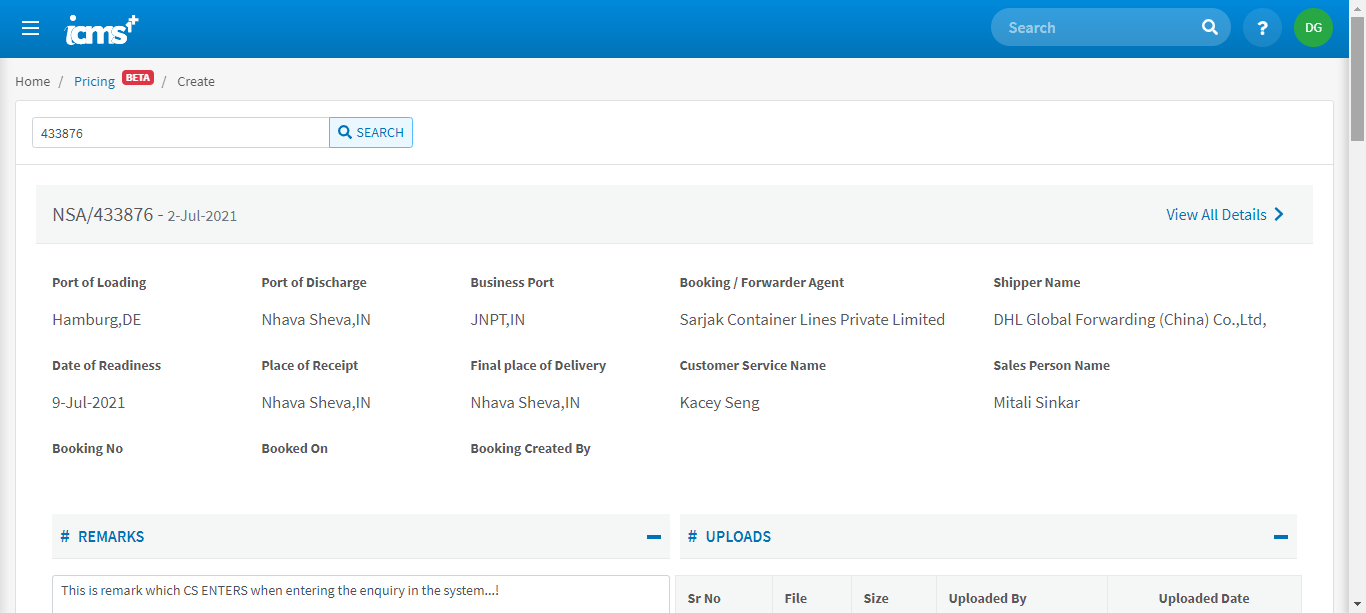 icms+
Search
?
DG
Home / Pricing BETA / Create
433876
SEARCH
NSA/433876 - 2-Jul-2021
View All Details
Port of Loading
Port of Discharge
Business Port
Booking / Forwarder Agent
Shipper Name
Hamburg,DE
Nhava Sheva,IN
JNPT,IN
Sarjak Container Lines Private Limited
DHL Global Forwarding (China) Co.,Ltd,
Date of Readiness
Place of Receipt
Final place of Delivery
Customer Service Name
Sales Person Name
9-Jul-2021
Nhava Sheva,IN
Nhava Sheva,IN
Kacey Seng
Mitali Sinkar
Booking No
Booked On
Booking Created By
# REMARKS
# UPLOADS
This is remark which CS ENTERS when entering the enquiry in the system...!
Sr No
File
Size
Uploaded By
Uploaded Date